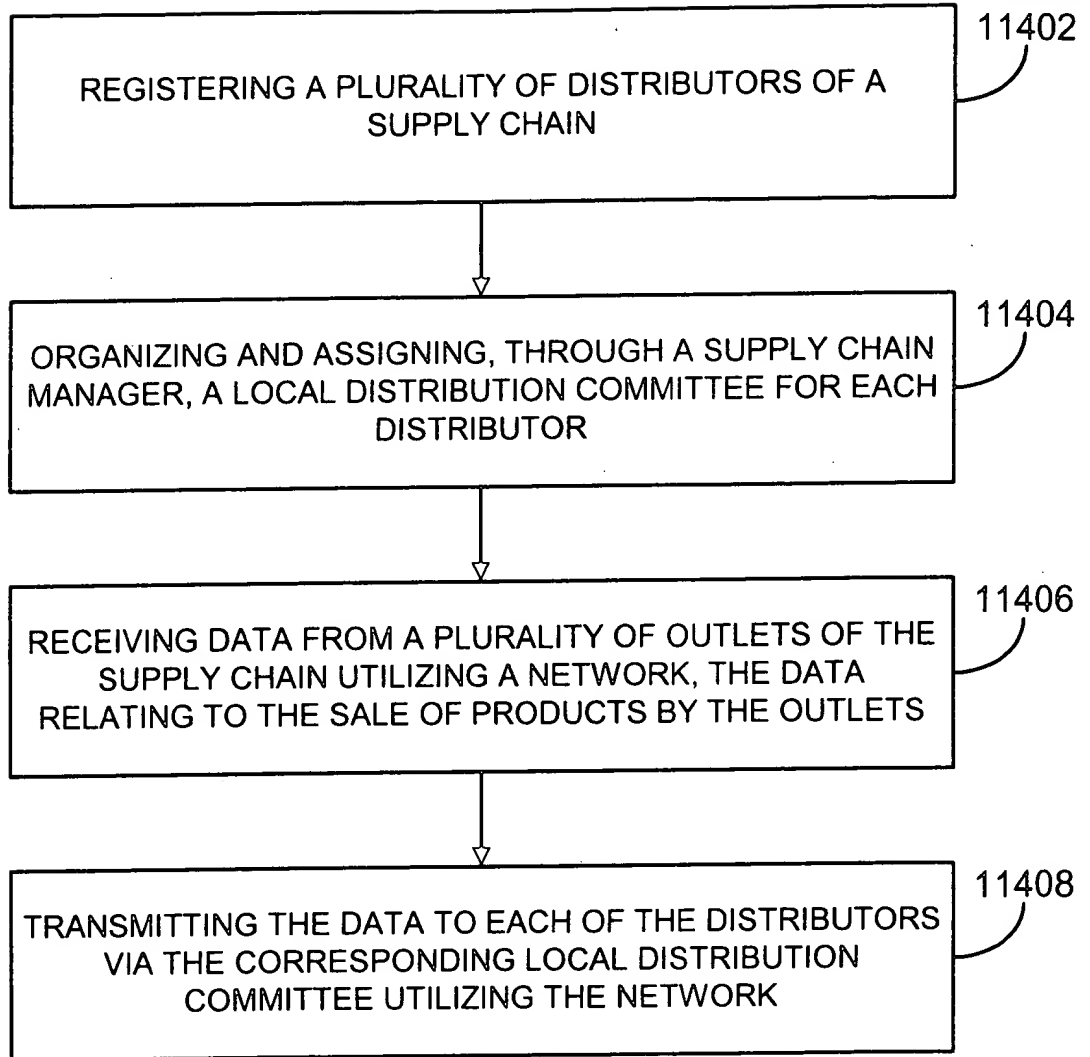 11402
REGISTERING A PLURALITY OF DISTRIBUTORS OF A
SUPPLY CHAIN
11404
ORGANIZING AND ASSIGNING, THROUGH A SUPPLY CHAIN
MANAGER, A LOCAL DISTRIBUTION COMMITTEE FOR EACH
DISTRIBUTOR
11406
RECEIVING DATA FROM A PLURALITY OF OUTLETS OF THE
SUPPLY CHAIN UTILIZING A NETWORK, THE DATA
RELATING TO THE SALE OF PRODUCTS BY THE OUTLETS
11408
TRANSMITTING THE DATA TO EACH OF THE DISTRIBUTORS
VIA THE CORRESPONDING LOCAL DISTRIBUTION
COMMITTEE UTILIZING THE NETWORK